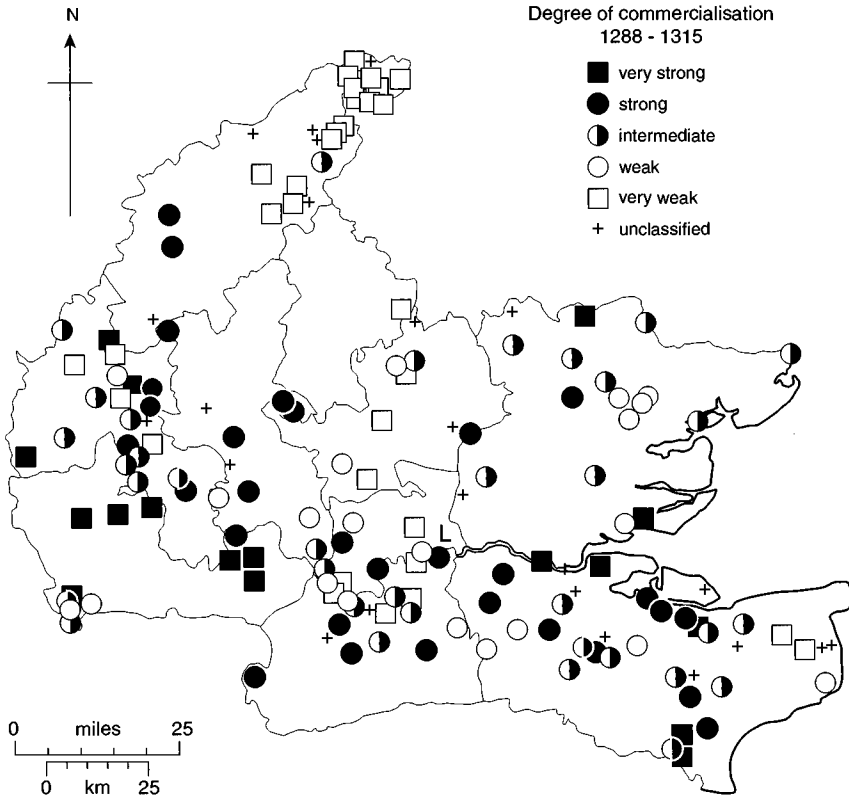 N
Degree of commercialisation
1288 - 1315
very strong
strong
intermediate
weak
very weak
unclassified
L
0 miles 25
0 km 25